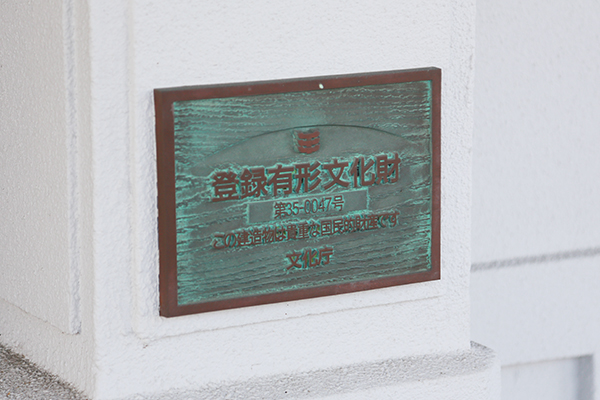 登録有形文化財
第35-0047号
この建造物は貴重な国民的財産です
文化庁